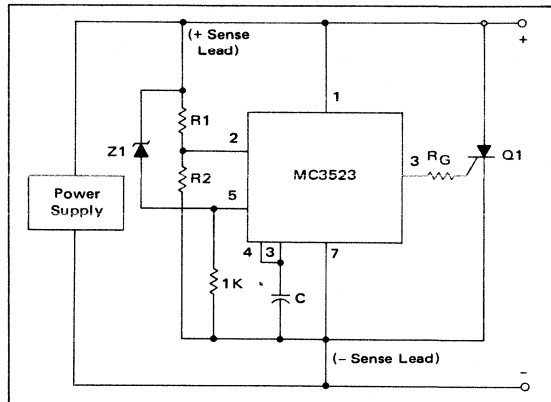 (+ Sense
Lead)
+
1
R1
2
Z1
MC3523
3
RG
Q1
R2
Power
Supply
5
4
3
7
1K
C
(– Sense Lead)
–